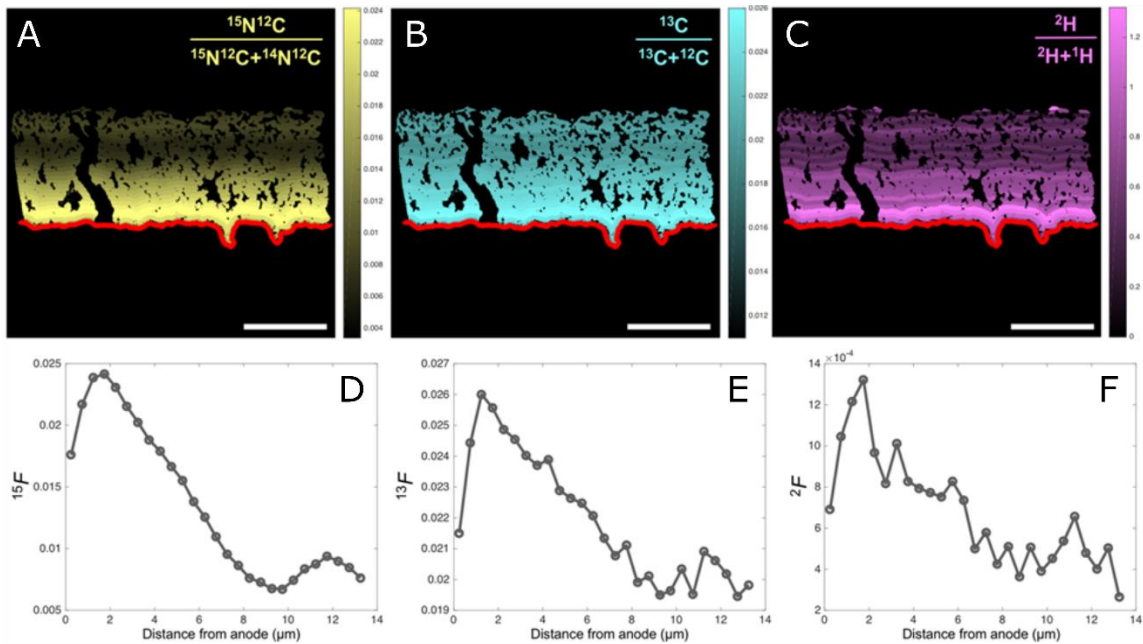 A
15N12C
15N12C+14N12C
0.024
0.022
0.02
0.018
0.016
0.014
0.012
0.01
0.008
0.006
0.004
B
13C
13C+12C
0.026
0.024
0.022
0.02
0.018
0.016
0.014
0.012
C
2H
2H+1H
1.2
1
0.8
0.6
0.4
0.2
0
D
0.025
0.02
0.015
0.01
0.005
15F
0 2 4 6 8 10 12 14
Distance from anode (µm)
E
0.027
0.026
0.025
0.024
0.023
0.022
0.021
0.02
0.019
13F
0 2 4 6 8 10 12 14
Distance from anode (µm)
F
×10-4
14
12
10
8
6
4
2
2F
0 2 4 6 8 10 12 14
Distance from anode (µm)